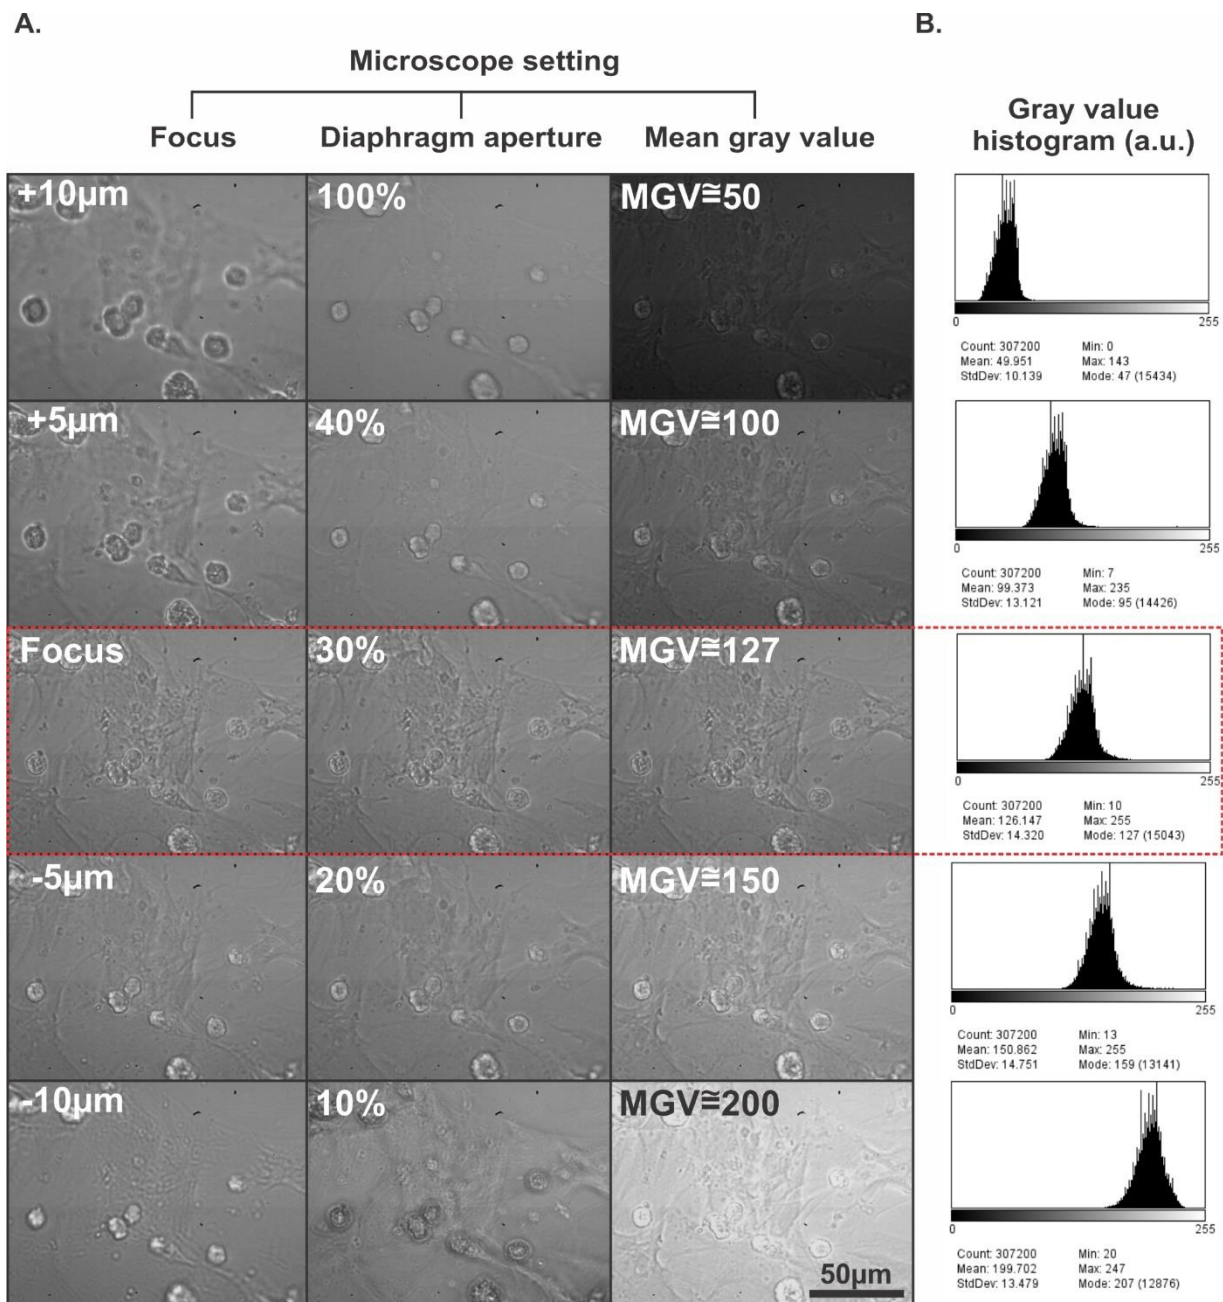 A.
B.
Microscope setting
Focus Diaphragm aperture Mean gray value
Gray value
histogram (a.u.)
+10µm 100% MGV≅50
0 255
Count: 307200 Min: 0
Mean: 49.951 Max: 143
StdDev: 10.139 Mode: 47 (15434)
+5µm 40% MGV≅100
0 255
Count: 307200 Min: 7
Mean: 99.373 Max: 235
StdDev: 13.121 Mode: 95 (14426)
Focus 30% MGV≅127
0 255
Count: 307200 Min: 10
Mean: 126.147 Max: 255
StdDev: 14.320 Mode: 127 (15043)
-5µm 20% MGV≅150
0 255
Count: 307200 Min: 13
Mean: 150.862 Max: 255
StdDev: 14.751 Mode: 159 (13141)
-10µm 10% MGV≅200
50µm
0 255
Count: 307200 Min: 20
Mean: 199.702 Max: 247
StdDev: 13.479 Mode: 207 (12876)